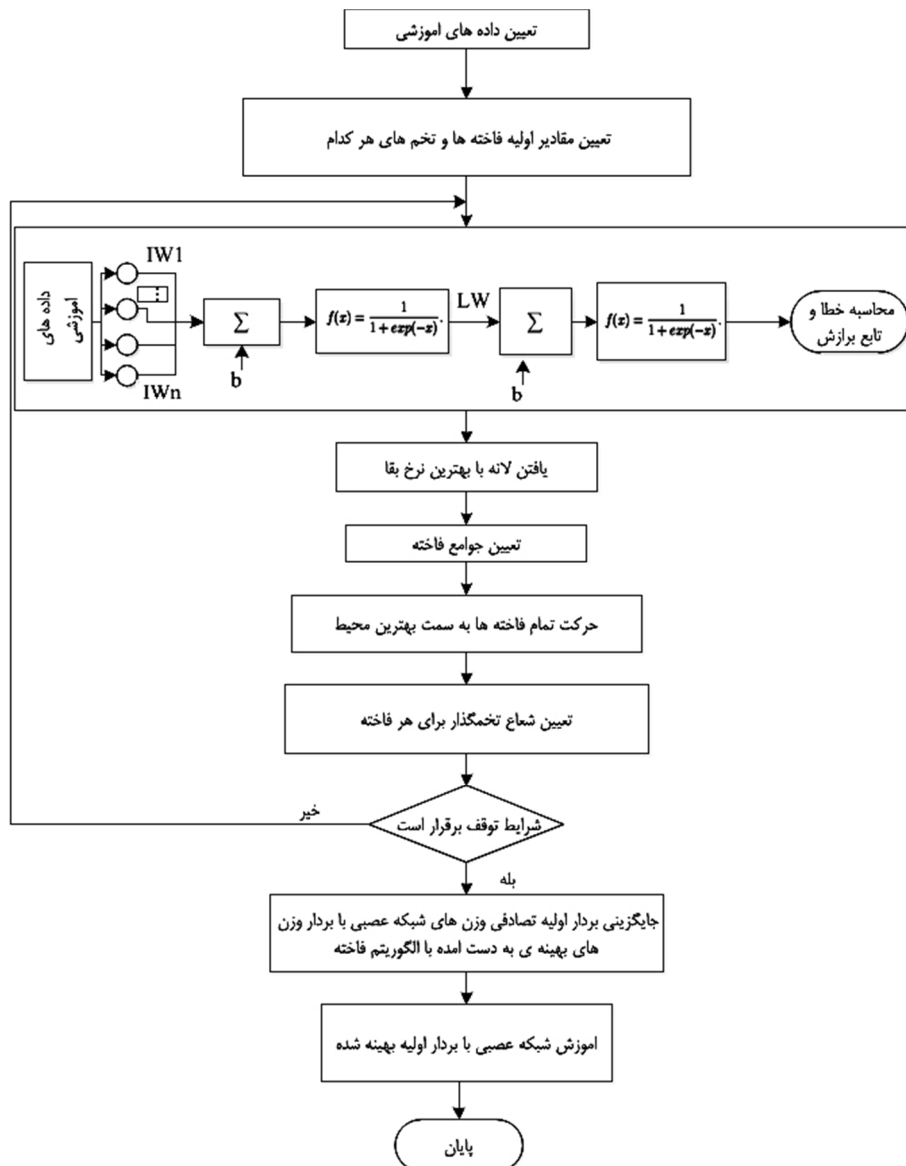 تعیین داده های اموزشی
تعیین مقادیر اولیه فاخته ها و تخم های هر کدام
داده های
اموزشی
IW1
...
IWn
∑
b
f(x) = 1 / (1 + exp(−x)).
LW
∑
b
f(x) = 1 / (1 + exp(−x)).
محاسبه خطا و
تابع برازش
یافتن لانه با بهترین نرخ بقا
تعیین جوامع فاخته
حرکت تمام فاخته ها به سمت بهترین محیط
تعیین شعاع تخمگذار برای هر فاخته
شرایط توقف برقرار است
خیر
بله
جایگزینی بردار اولیه تصادفی وزن های شبکه عصبی با بردار وزن
های بهینه ی به دست امده با الگوریتم فاخته
اموزش شبکه عصبی با بردار اولیه بهینه شده
پایان